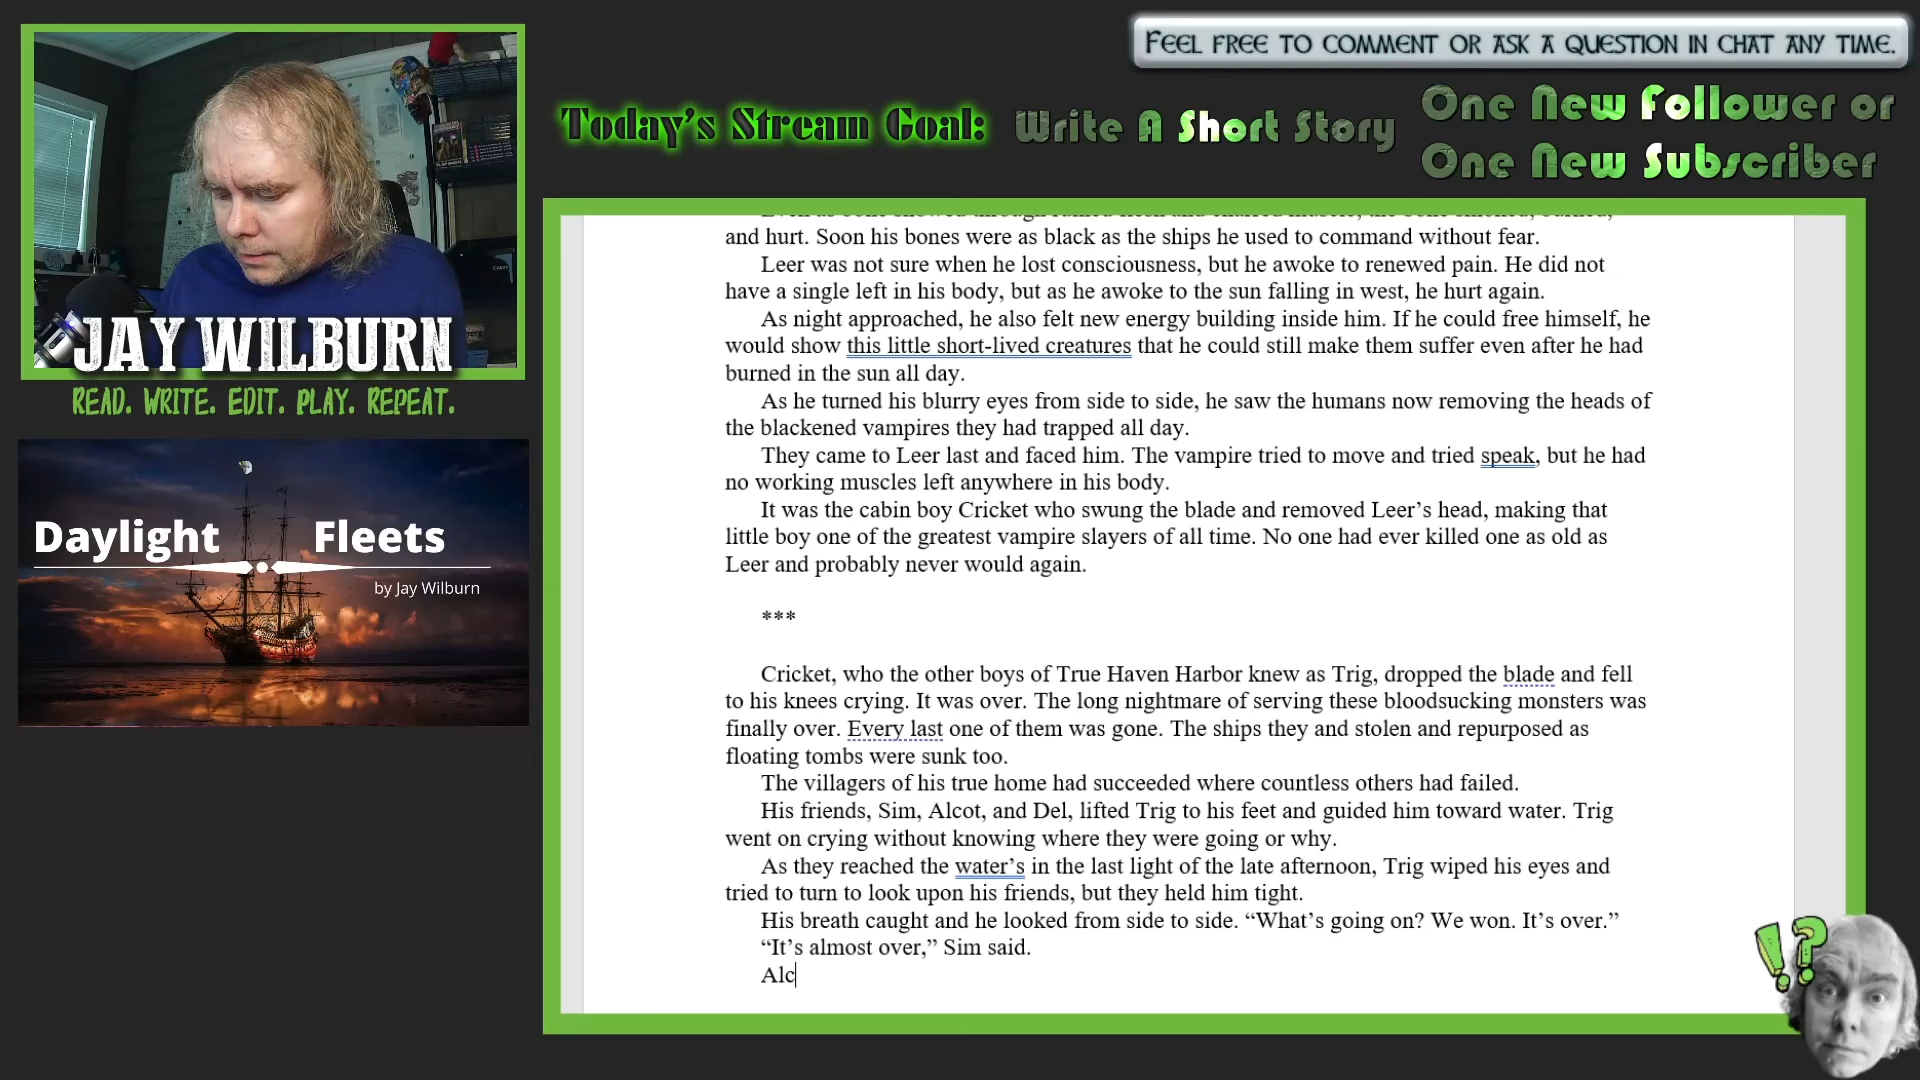 FEEL FREE TO COMMENT OR ASK A QUESTION IN CHAT ANY TIME.
Today's Stream Goal:
Write A Short Story
One New Follower or
One New Subscriber
JAY WILBURN
READ. WRITE. EDIT. PLAY. REPEAT.
Daylight Fleets
by Jay Wilburn
and hurt. Soon his bones were as black as the ships he used to command without fear.
Leer was not sure when he lost consciousness, but he awoke to renewed pain. He did not
have a single left in his body, but as he awoke to the sun falling in west, he hurt again.
As night approached, he also felt new energy building inside him. If he could free himself, he
would show this little short-lived creatures that he could still make them suffer even after he had
burned in the sun all day.
As he turned his blurry eyes from side to side, he saw the humans now removing the heads of
the blackened vampires they had trapped all day.
They came to Leer last and faced him. The vampire tried to move and tried speak, but he had
no working muscles left anywhere in his body.
It was the cabin boy Cricket who swung the blade and removed Leer’s head, making that
little boy one of the greatest vampire slayers of all time. No one had ever killed one as old as
Leer and probably never would again.
***
Cricket, who the other boys of True Haven Harbor knew as Trig, dropped the blade and fell
to his knees crying. It was over. The long nightmare of serving these bloodsucking monsters was
finally over. Every last one of them was gone. The ships they and stolen and repurposed as
floating tombs were sunk too.
The villagers of his true home had succeeded where countless others had failed.
His friends, Sim, Alcot, and Del, lifted Trig to his feet and guided him toward water. Trig
went on crying without knowing where they were going or why.
As they reached the water’s in the last light of the late afternoon, Trig wiped his eyes and
tried to turn to look upon his friends, but they held him tight.
His breath caught and he looked from side to side. “What’s going on? We won. It’s over.”
“It’s almost over,” Sim said.
Alc
!?